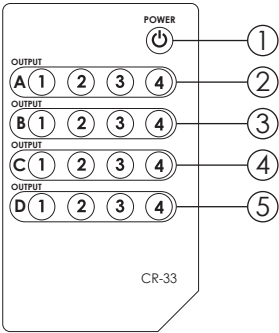 POWER
1
OUTPUT
A 1 2 3 4 2
OUTPUT
B 1 2 3 4 3
OUTPUT
C 1 2 3 4 4
OUTPUT
D 1 2 3 4 5
CR-33